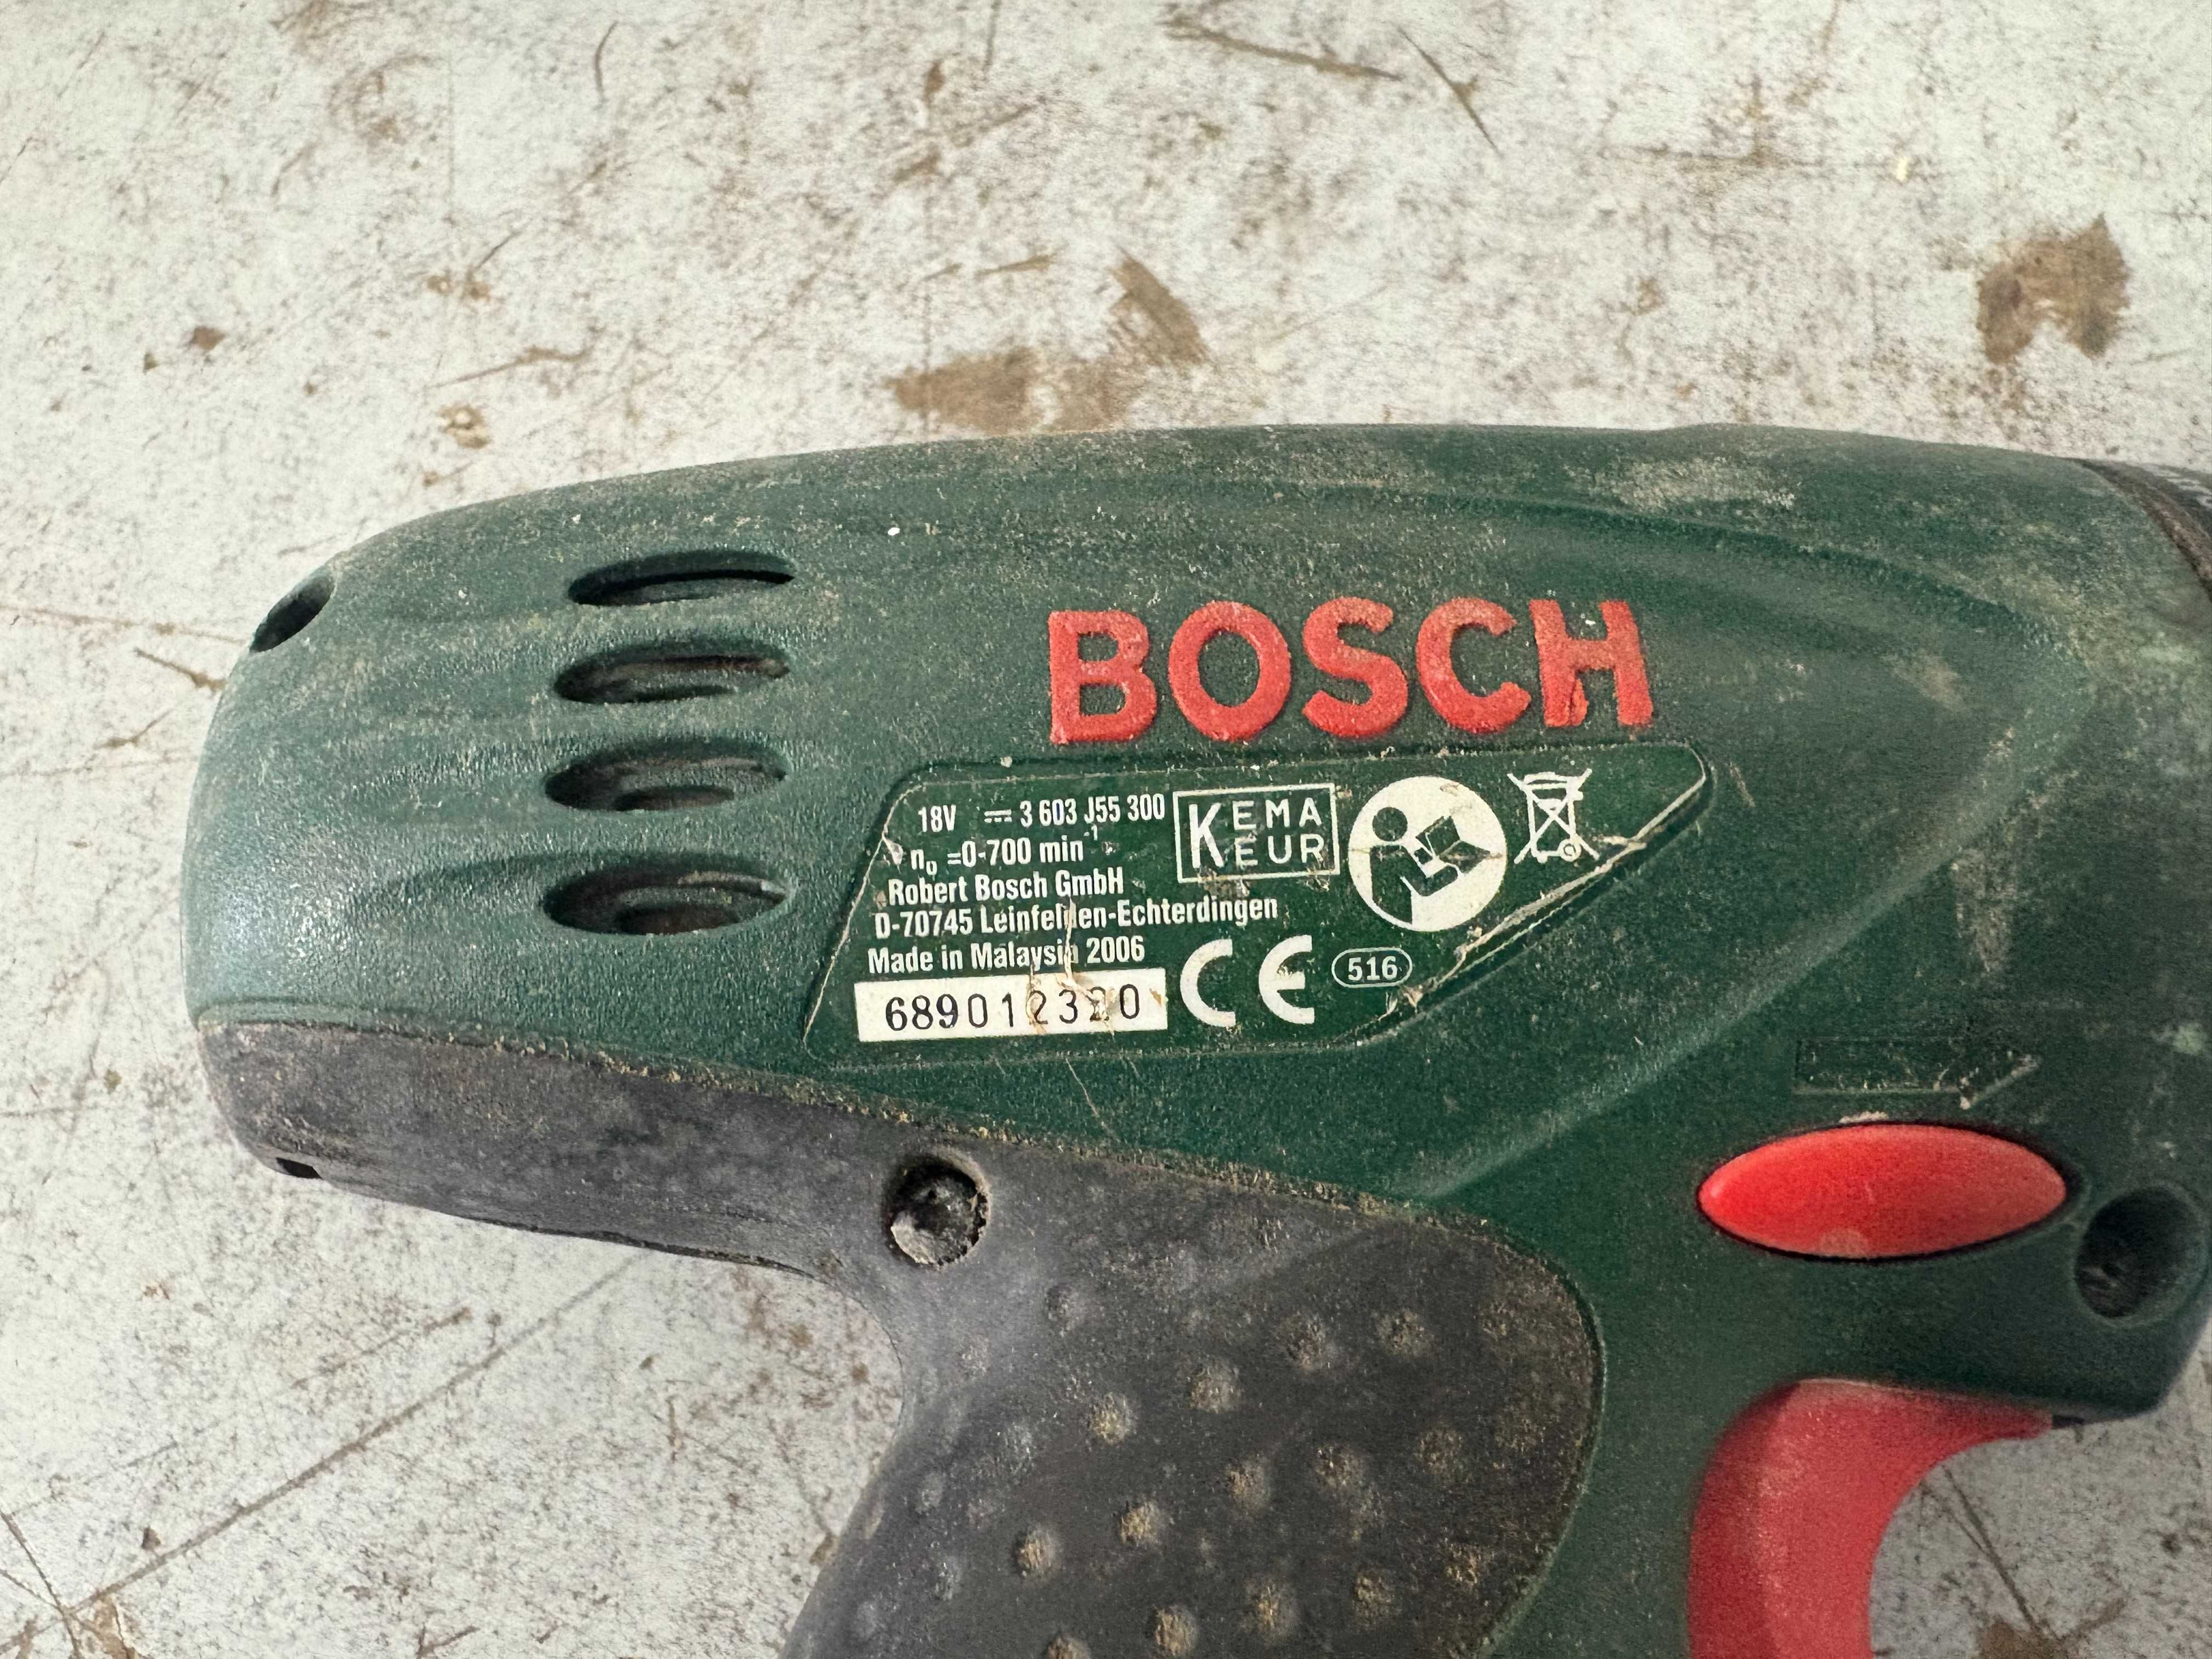 BOSCH
18V ⎓ 3 603 J55 300
n₀ =0-700 min⁻¹
Robert Bosch GmbH
D-70745 Leinfelden-Echterdingen
Made in Malaysia 2006
689012320
KEMA
KEUR
CE
516